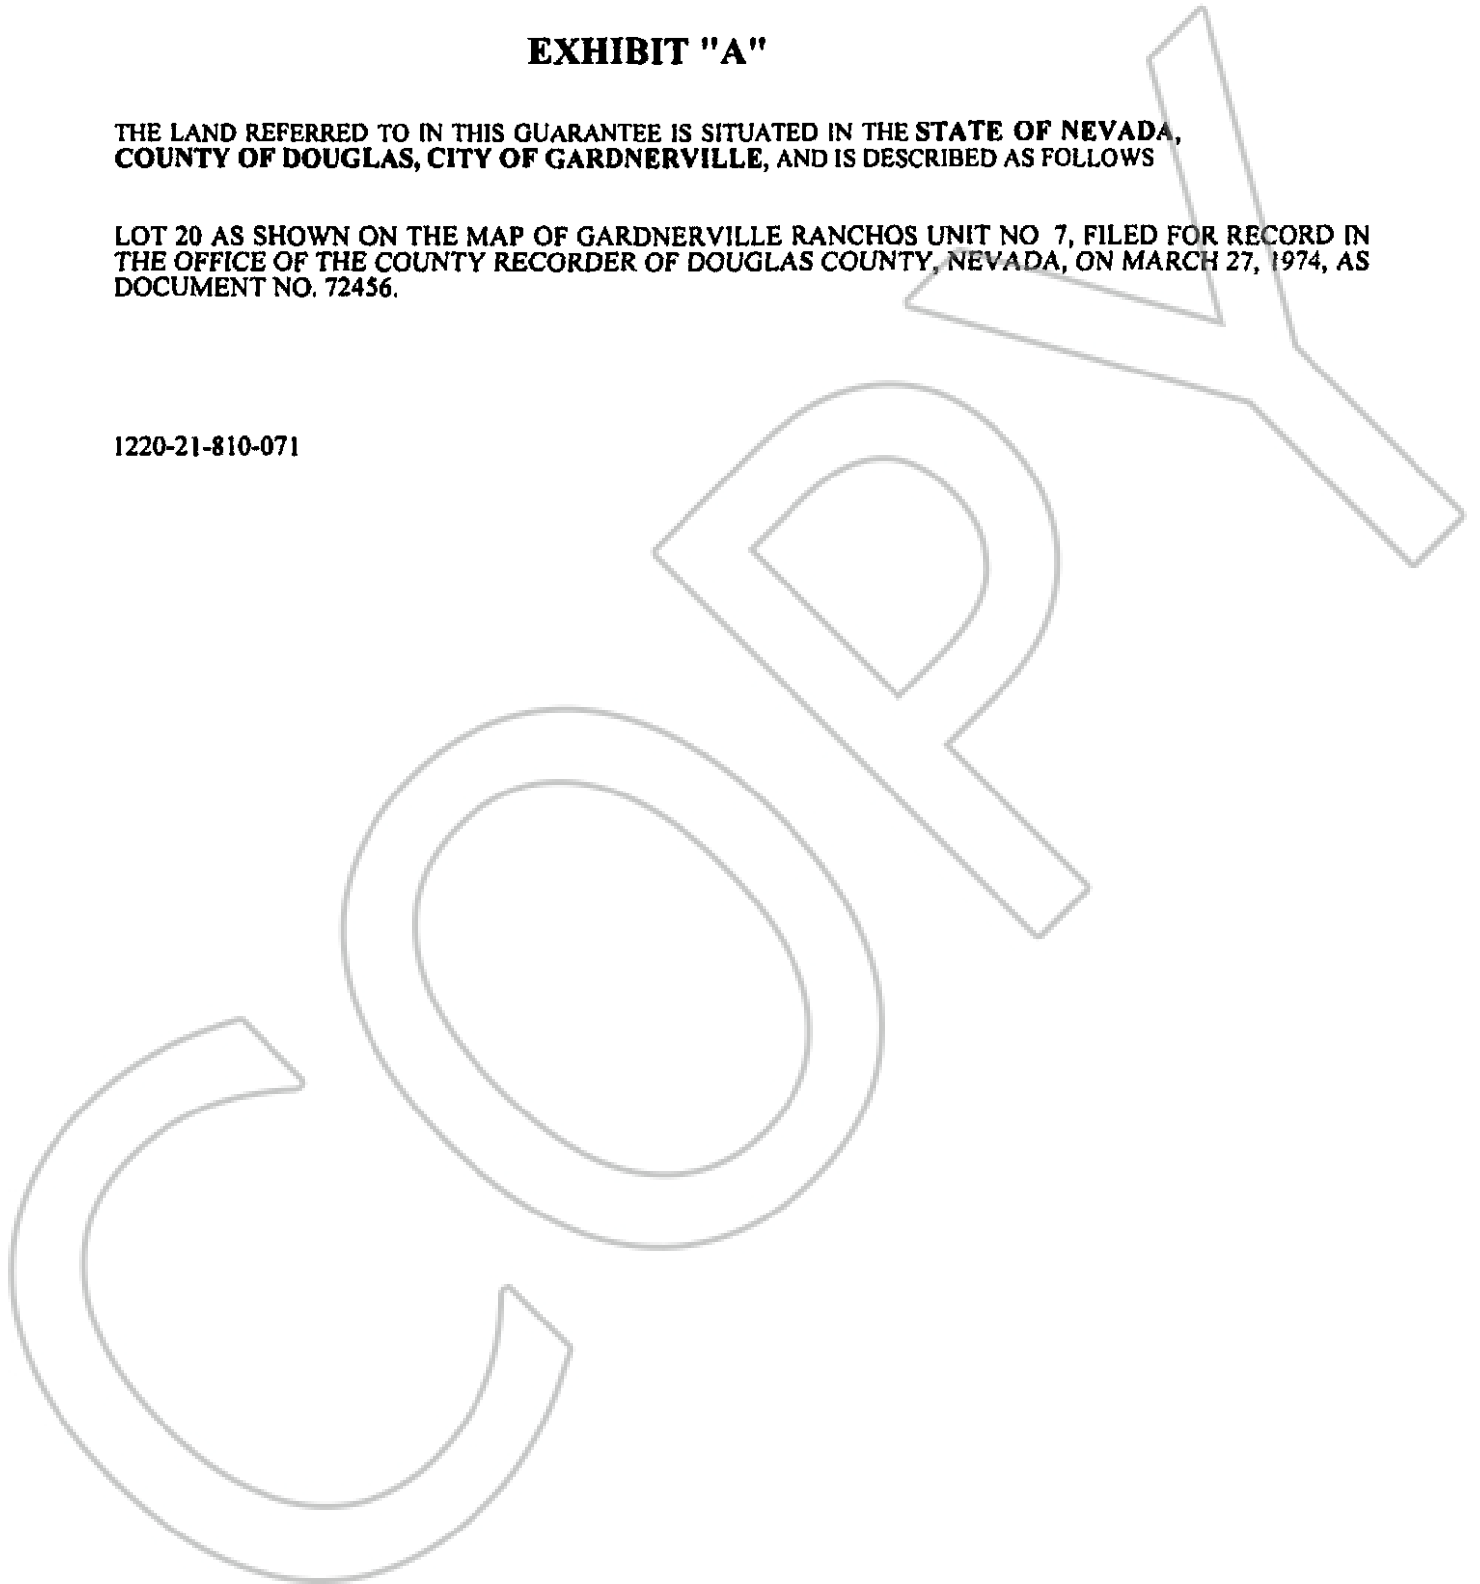 EXHIBIT "A"
THE LAND REFERRED TO IN THIS GUARANTEE IS SITUATED IN THE STATE OF NEVADA,
COUNTY OF DOUGLAS, CITY OF GARDNERVILLE, AND IS DESCRIBED AS FOLLOWS
LOT 20 AS SHOWN ON THE MAP OF GARDNERVILLE RANCHOS UNIT NO 7, FILED FOR RECORD IN
THE OFFICE OF THE COUNTY RECORDER OF DOUGLAS COUNTY, NEVADA, ON MARCH 27, 1974, AS
DOCUMENT NO. 72456.
1220-21-810-071
COPY